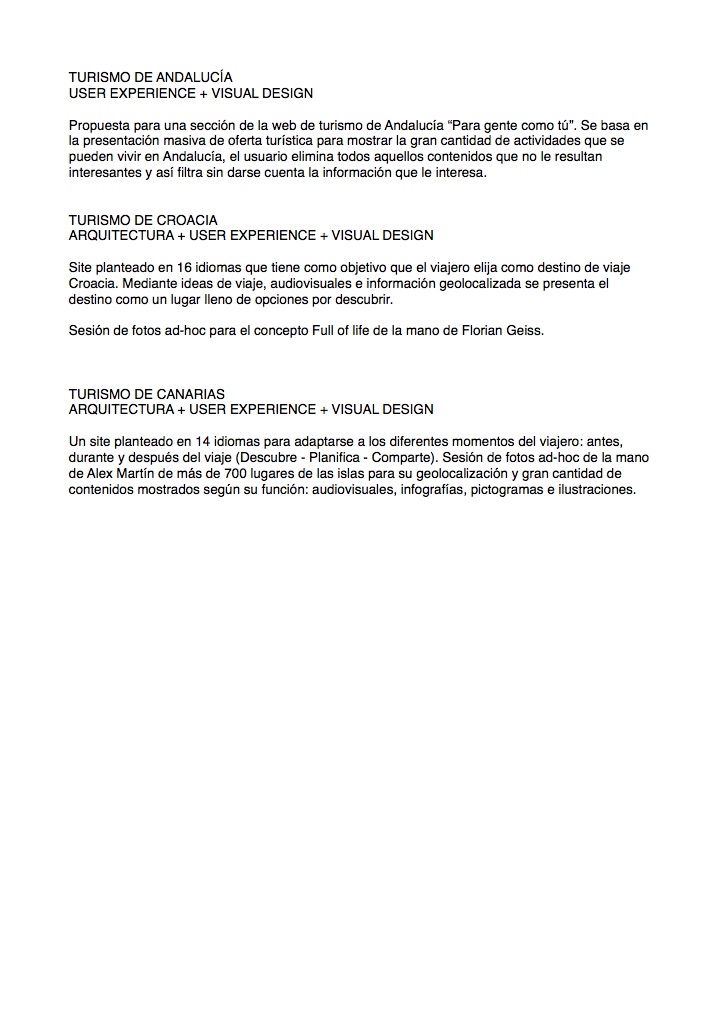 TURISMO DE ANDALUCÍA
USER EXPERIENCE + VISUAL DESIGN
Propuesta para una sección de la web de turismo de Andalucía “Para gente como tú”. Se basa en
la presentación masiva de oferta turística para mostrar la gran cantidad de actividades que se
pueden vivir en Andalucía, el usuario elimina todos aquellos contenidos que no le resultan
interesantes y así filtra sin darse cuenta la información que le interesa.
TURISMO DE CROACIA
ARQUITECTURA + USER EXPERIENCE + VISUAL DESIGN
Site planteado en 16 idiomas que tiene como objetivo que el viajero elija como destino de viaje
Croacia. Mediante ideas de viaje, audiovisuales e información geolocalizada se presenta el
destino como un lugar lleno de opciones por descubrir.
Sesión de fotos ad-hoc para el concepto Full of life de la mano de Florian Geiss.
TURISMO DE CANARIAS
ARQUITECTURA + USER EXPERIENCE + VISUAL DESIGN
Un site planteado en 14 idiomas para adaptarse a los diferentes momentos del viajero: antes,
durante y después del viaje (Descubre - Planifica - Comparte). Sesión de fotos ad-hoc de la mano
de Alex Martín de más de 700 lugares de las islas para su geolocalización y gran cantidad de
contenidos mostrados según su función: audiovisuales, infografías, pictogramas e ilustraciones.